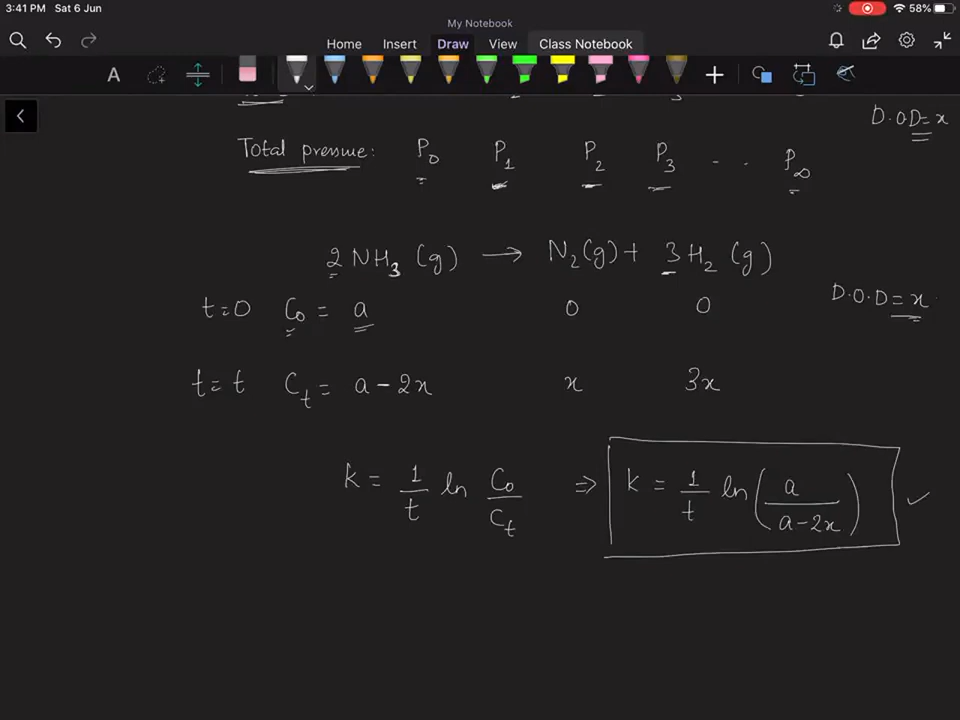 3:41 PM Sat 6 Jun 58%
My Notebook
Home Insert Draw View Class Notebook
A
D.OD = x
Total pressure: P₀ P₁ P₂ P₃ - . . P∞
2NH₃ (g) → N₂(g) + 3H₂ (g)
t=0 C₀ = a 0 0 D.O.D = x
t= t Cₜ = a - 2x x 3x
k = 1/t ln C₀/Cₜ ⇒ k = 1/t ln (a/(a-2x)) ✓